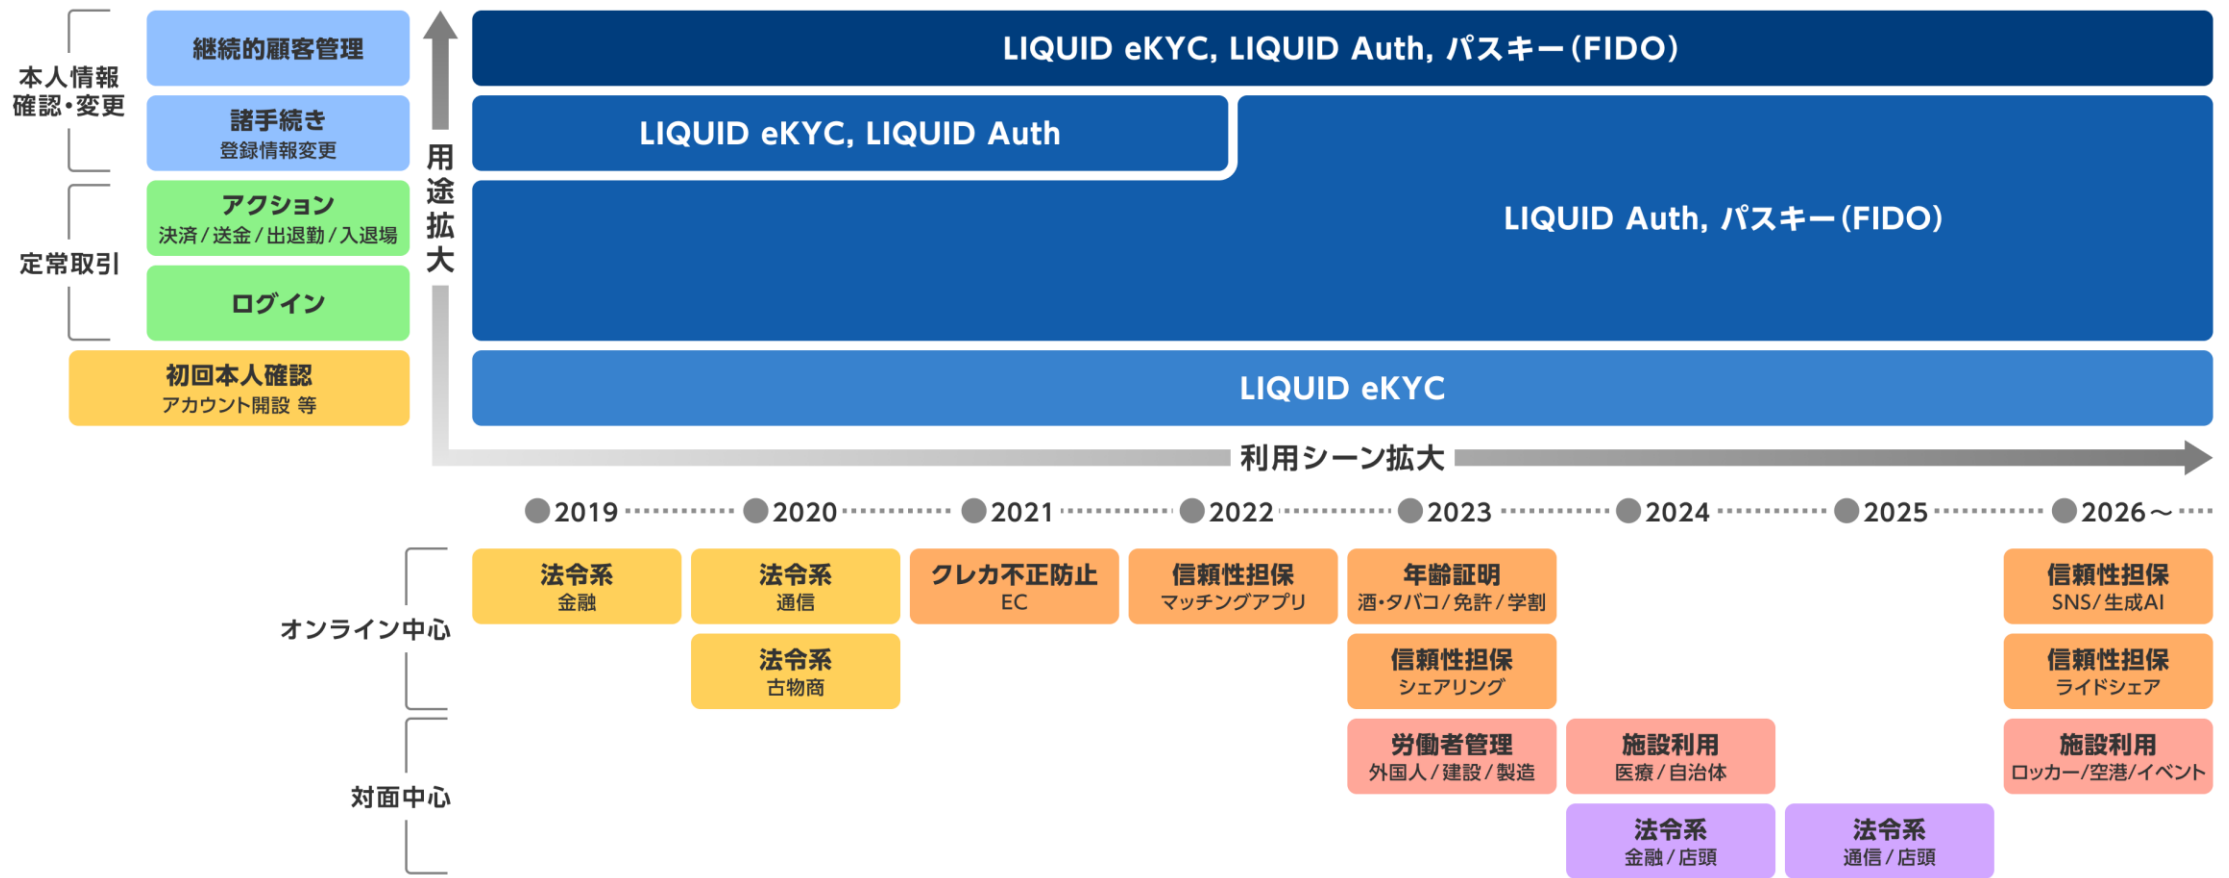 本人情報
確認・変更
継続的顧客管理
諸手続き
登録情報変更
定常取引
アクション
決済/送金/出退勤/入退場
ログイン
初回本人確認
アカウント開設 等
用途拡大
LIQUID eKYC, LIQUID Auth, パスキー(FIDO)
LIQUID eKYC, LIQUID Auth
LIQUID Auth, パスキー(FIDO)
LIQUID eKYC
利用シーン拡大
2019
2020
2021
2022
2023
2024
2025
2026～
オンライン中心
法令系
金融
法令系
通信
クレカ不正防止
EC
信頼性担保
マッチングアプリ
年齢証明
酒・タバコ/免許/学割
信頼性担保
SNS/生成AI
法令系
古物商
信頼性担保
シェアリング
信頼性担保
ライドシェア
対面中心
労働者管理
外国人/建設/製造
施設利用
医療/自治体
施設利用
ロッカー/空港/イベント
法令系
金融/店頭
法令系
通信/店頭